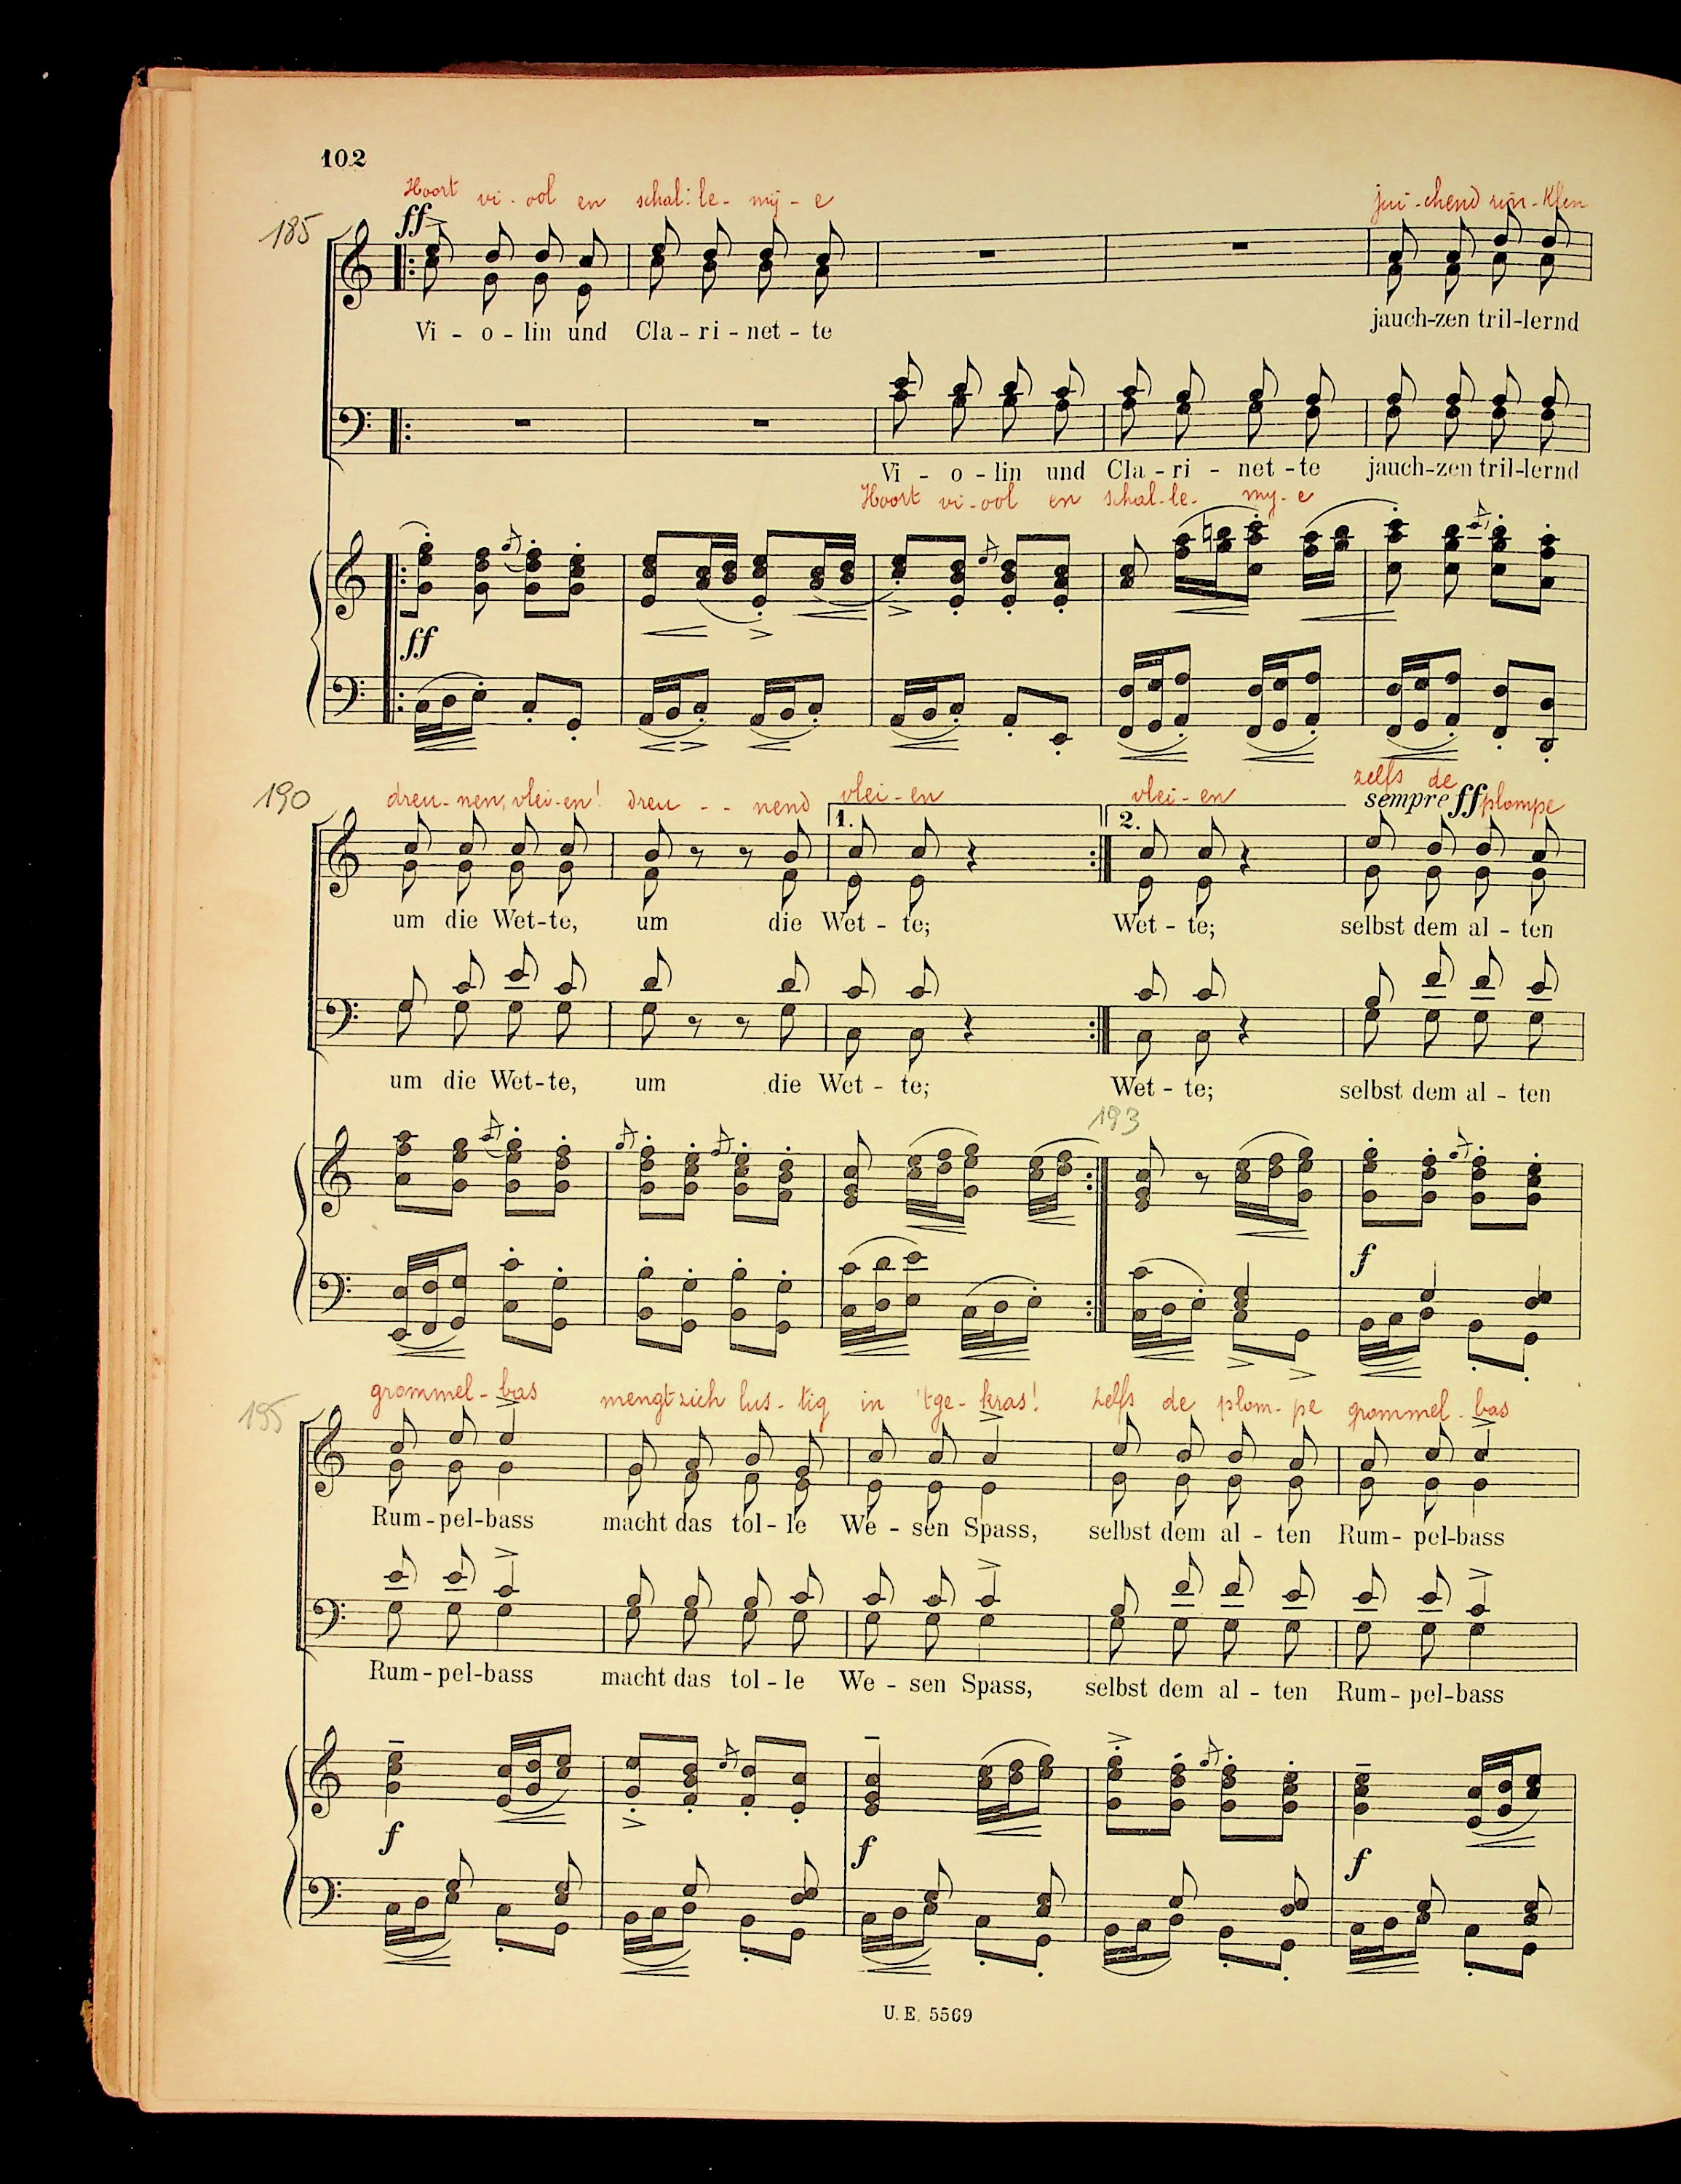 102
Hoort vi-ool en schal-le-mij-e
185
ff
Vi-o-lin und Cla-ri-net-te jauch-zen tril-lernd
Vi-o-lin und Cla-ri-net-te jauch-zen tril-lernd
Hoort vi-ool en schal-le-my-e
ff
190
dreu-nen, vlei-en! dreu--nend vlei-en vlei-en zelfs de plompe
1. 2. sempre ff
um die Wet-te, um die Wet-te; Wet-te; selbst dem al-ten
um die Wet-te, um die Wet-te; Wet-te; selbst dem al-ten
193
f
195
grommel-bas mengt zich lus-tig in 'tge-kras! zelfs de plom-pe grommel-bas
Rum-pel-bass macht das tol-le We-sen Spass, selbst dem al-ten Rum-pel-bass
Rum-pel-bass macht das tol-le We-sen Spass, selbst dem al-ten Rum-pel-bass
f f f
U. E. 5569